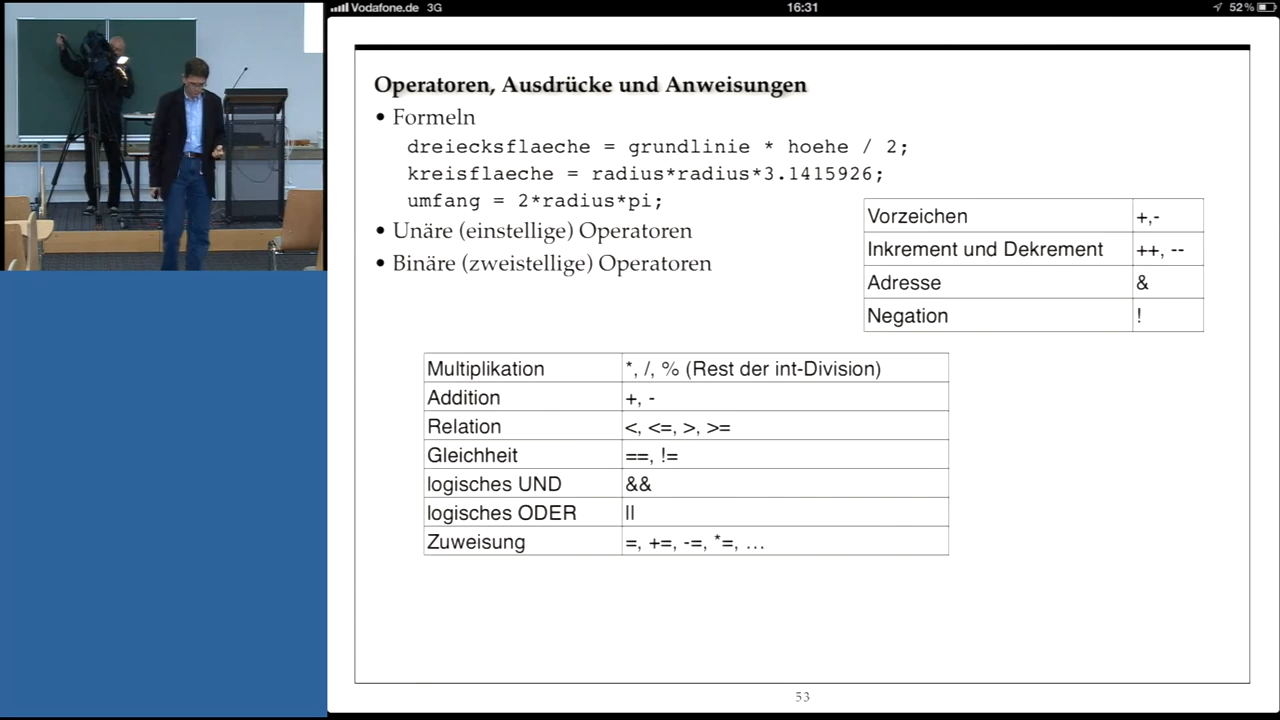 Vodafone.de 3G 16:31 52%
Operatoren, Ausdrücke und Anweisungen
• Formeln
dreiecksflaeche = grundlinie * hoehe / 2;
kreisflaeche = radius*radius*3.1415926;
umfang = 2*radius*pi;
• Unäre (einstellige) Operatoren
• Binäre (zweistellige) Operatoren
Vorzeichen +,-
Inkrement und Dekrement ++, --
Adresse &
Negation !
Multiplikation *, /, % (Rest der int-Division)
Addition +, -
Relation <, <=, >, >=
Gleichheit ==, !=
logisches UND &&
logisches ODER ||
Zuweisung =, +=, -=, *=, …
53